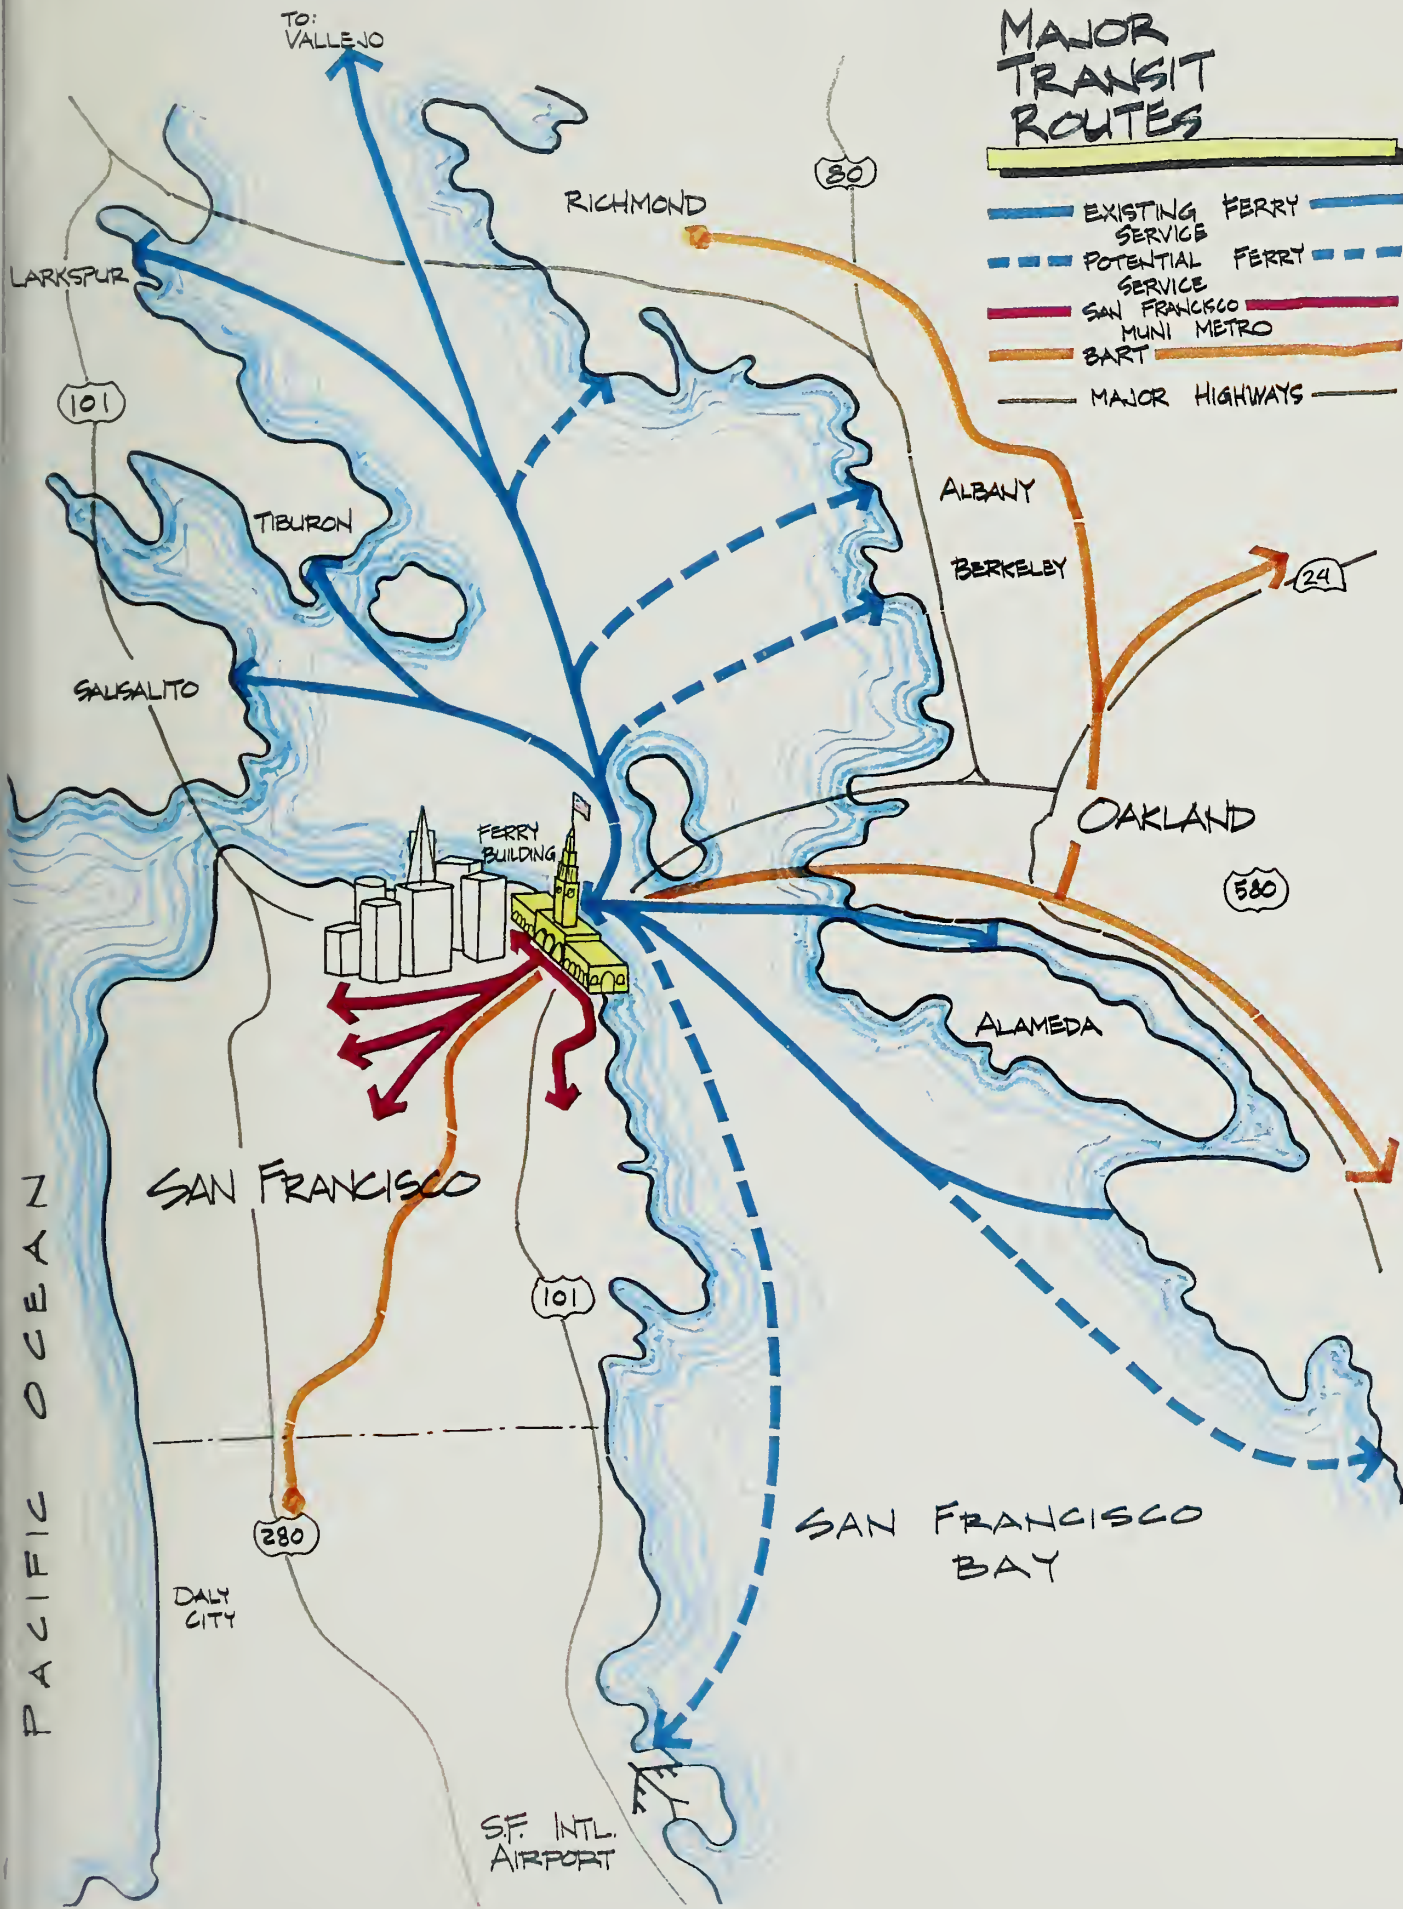 MAJOR
TRANSIT
ROUTES
EXISTING FERRY
SERVICE
POTENTIAL FERRY
SERVICE
SAN FRANCISCO
MUNI METRO
BART
MAJOR HIGHWAYS
TO:
VALLEJO
80
RICHMOND
LARKSPUR
101
ALBANY
TIBURON
BERKELEY
24
SAUSALITO
OAKLAND
FERRY
BUILDING
580
ALAMEDA
SAN FRANCISCO
101
PACIFIC OCEAN
SAN FRANCISCO
BAY
280
DALY
CITY
S.F. INTL.
AIRPORT